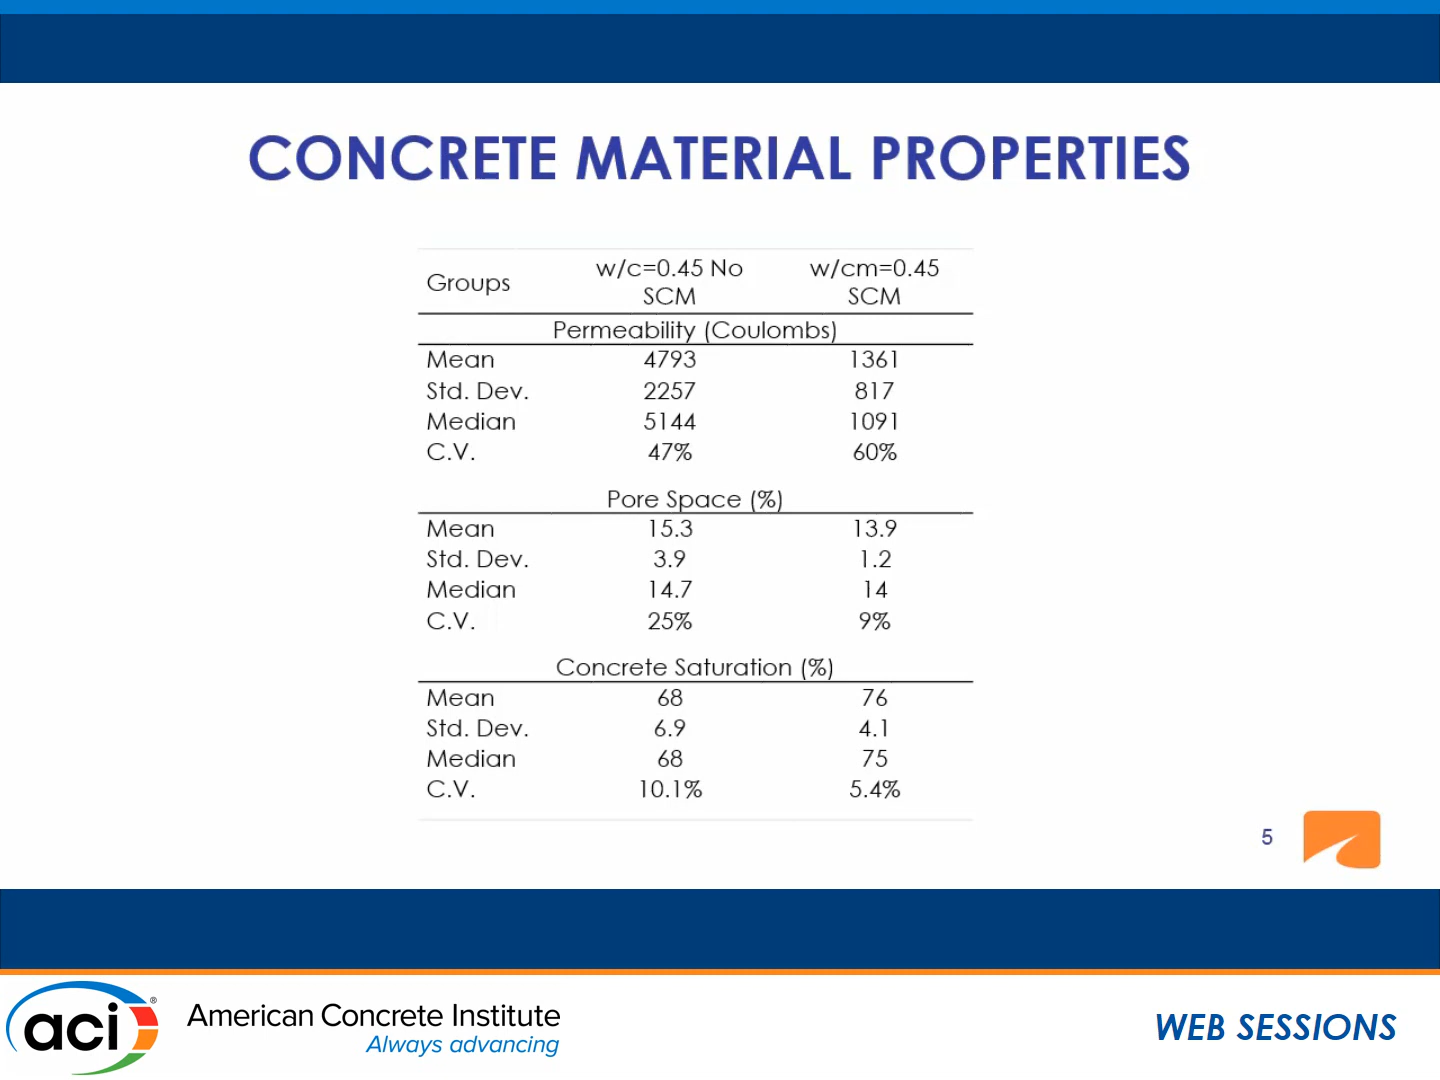 CONCRETE MATERIAL PROPERTIES
Groups w/c=0.45 No SCM w/cm=0.45 SCM
Permeability (Coulombs)
Mean 4793 1361
Std. Dev. 2257 817
Median 5144 1091
C.V. 47% 60%
Pore Space (%)
Mean 15.3 13.9
Std. Dev. 3.9 1.2
Median 14.7 14
C.V. 25% 9%
Concrete Saturation (%)
Mean 68 76
Std. Dev. 6.9 4.1
Median 68 75
C.V. 10.1% 5.4%
5
aci®
American Concrete Institute
Always advancing
WEB SESSIONS